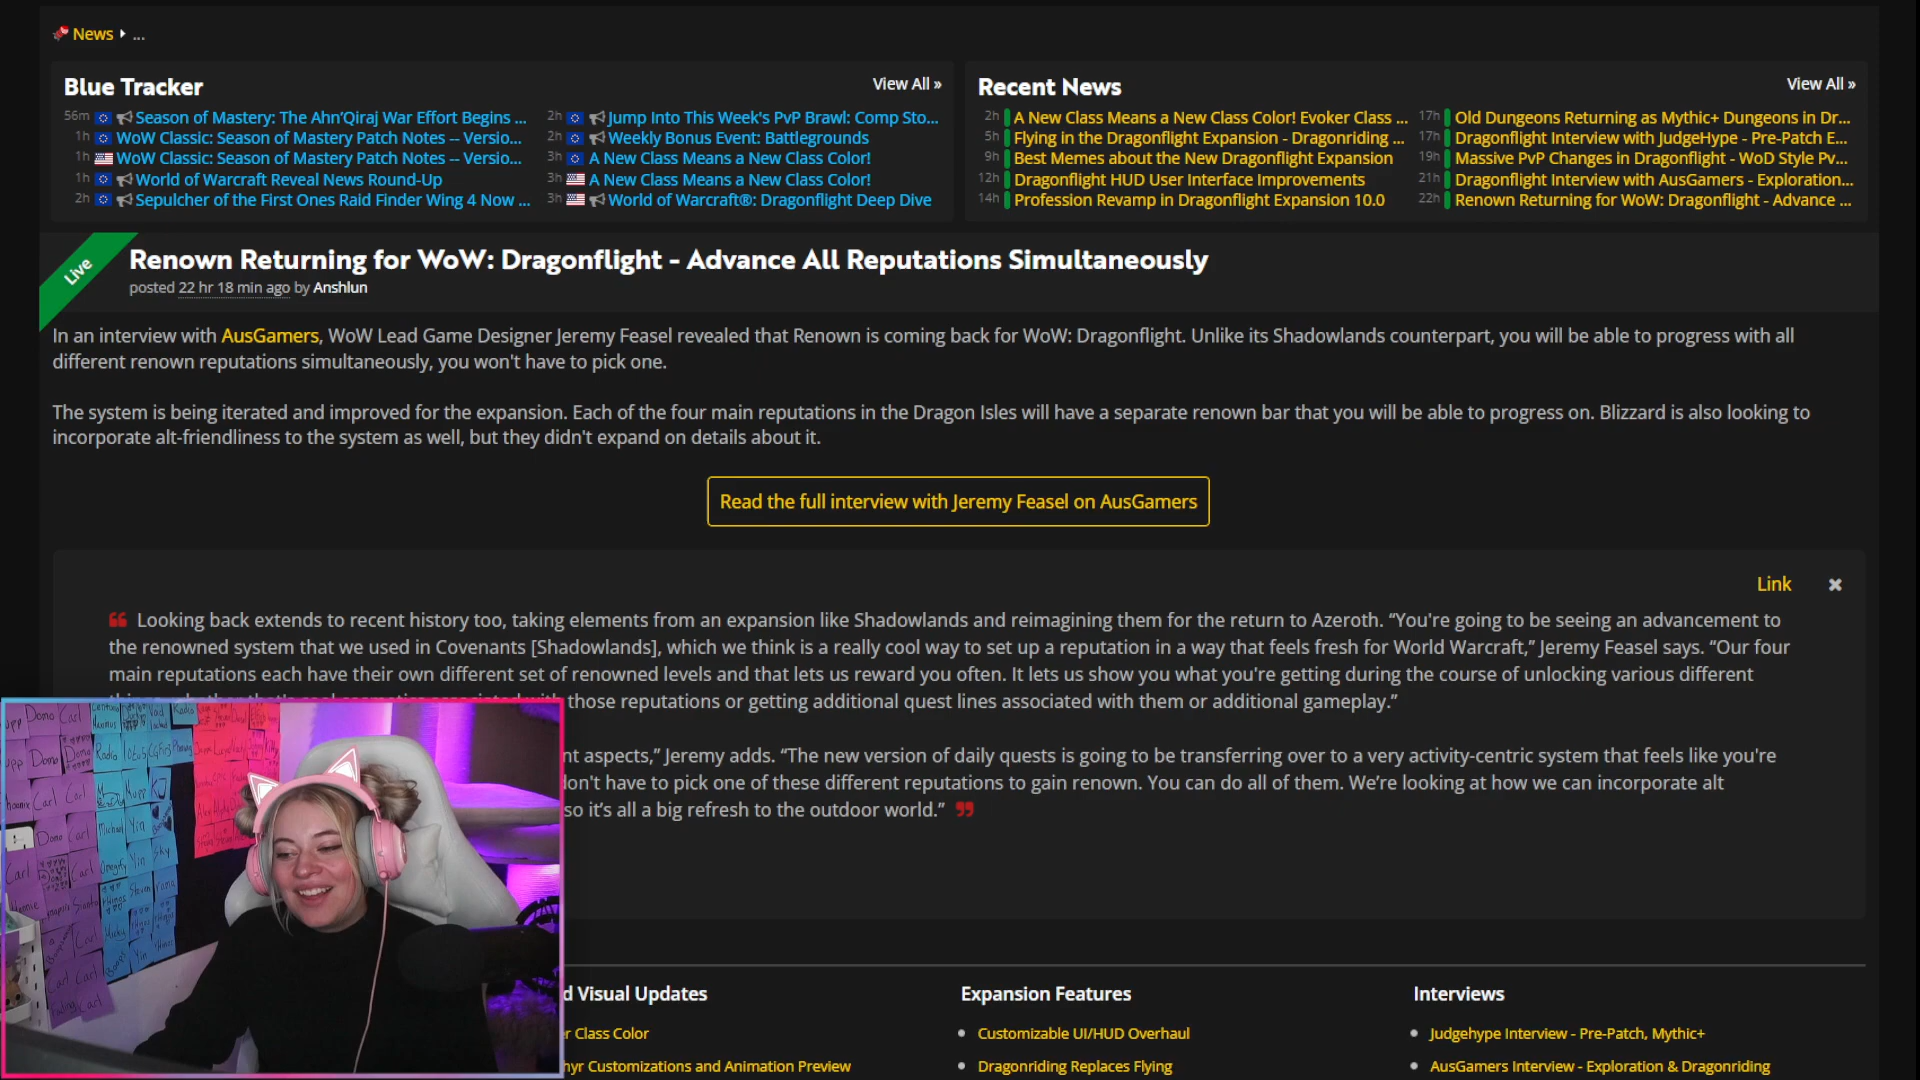 News ...
Blue Tracker
View All »
56m Season of Mastery: The Ahn’Qiraj War Effort Begins ...
1h WoW Classic: Season of Mastery Patch Notes -- Versio...
1h WoW Classic: Season of Mastery Patch Notes -- Versio...
1h World of Warcraft Reveal News Round-Up
2h Sepulcher of the First Ones Raid Finder Wing 4 Now ...
2h Jump Into This Week's PvP Brawl: Comp Sto...
2h Weekly Bonus Event: Battlegrounds
3h A New Class Means a New Class Color!
3h A New Class Means a New Class Color!
3h World of Warcraft®: Dragonflight Deep Dive
Recent News
View All »
2h A New Class Means a New Class Color! Evoker Class ...
5h Flying in the Dragonflight Expansion - Dragonriding ...
9h Best Memes about the New Dragonflight Expansion
12h Dragonflight HUD User Interface Improvements
14h Profession Revamp in Dragonflight Expansion 10.0
17h Old Dungeons Returning as Mythic+ Dungeons in Dr...
17h Dragonflight Interview with JudgeHype - Pre-Patch E...
19h Massive PvP Changes in Dragonflight - WoD Style Pv...
21h Dragonflight Interview with AusGamers - Exploration...
22h Renown Returning for WoW: Dragonflight - Advance ...
Live
Renown Returning for WoW: Dragonflight - Advance All Reputations Simultaneously
posted 22 hr 18 min ago by Anshlun
In an interview with AusGamers, WoW Lead Game Designer Jeremy Feasel revealed that Renown is coming back for WoW: Dragonflight. Unlike its Shadowlands counterpart, you will be able to progress with all
different renown reputations simultaneously, you won't have to pick one.
The system is being iterated and improved for the expansion. Each of the four main reputations in the Dragon Isles will have a separate renown bar that you will be able to progress on. Blizzard is also looking to
incorporate alt-friendliness to the system as well, but they didn't expand on details about it.
Read the full interview with Jeremy Feasel on AusGamers
Link
Looking back extends to recent history too, taking elements from an expansion like Shadowlands and reimagining them for the return to Azeroth. “You're going to be seeing an advancement to
the renowned system that we used in Covenants [Shadowlands], which we think is a really cool way to set up a reputation in a way that feels fresh for World Warcraft,” Jeremy Feasel says. “Our four
main reputations each have their own different set of renowned levels and that lets us reward you often. It lets us show you what you're getting during the course of unlocking various different
those reputations or getting additional quest lines associated with them or additional gameplay.”
nt aspects,” Jeremy adds. “The new version of daily quests is going to be transferring over to a very activity-centric system that feels like you're
don't have to pick one of these different reputations to gain renown. You can do all of them. We’re looking at how we can incorporate alt
so it’s all a big refresh to the outdoor world.”
d Visual Updates
r Class Color
hyr Customizations and Animation Preview
Expansion Features
Customizable UI/HUD Overhaul
Dragonriding Replaces Flying
Interviews
Judgehype Interview - Pre-Patch, Mythic+
AusGamers Interview - Exploration & Dragonriding
Domo Carl
Radio Lotus
Domo
Carl Carl
Domo Carl
Michael Yin
Carl Carl
Yin Sky
Steven
Carl
Yin
Carl Carl
Carl